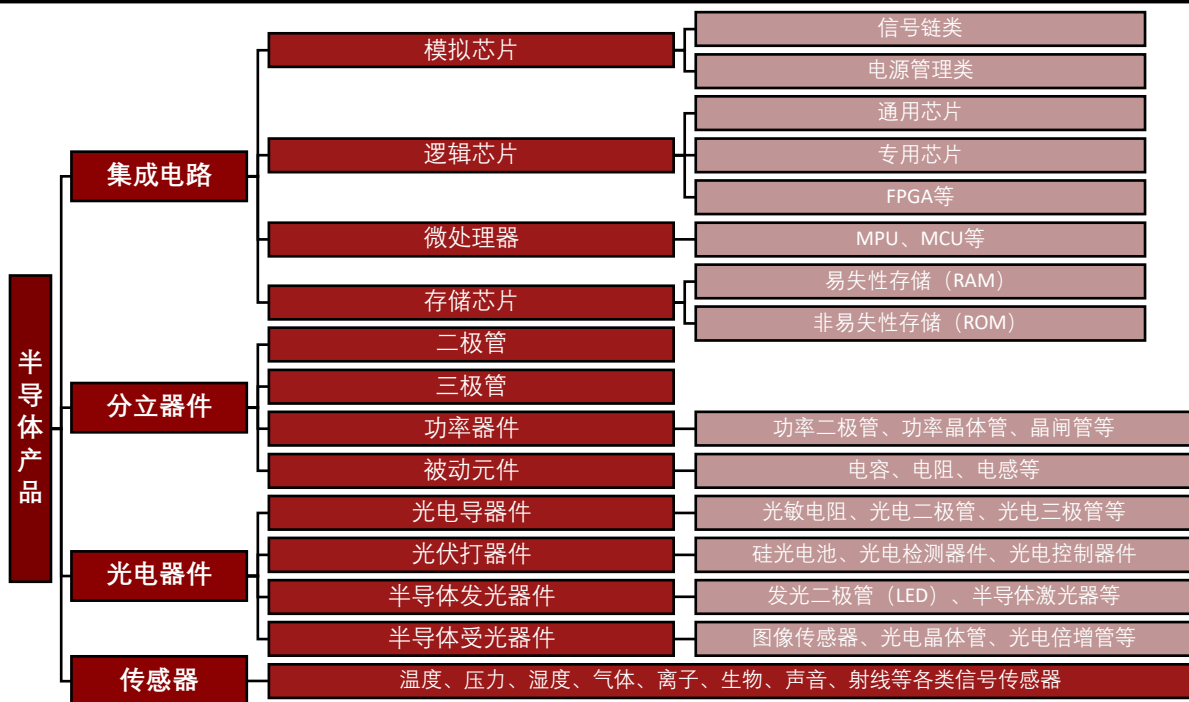 半导体产品
集成电路
模拟芯片
信号链类
电源管理类
逻辑芯片
通用芯片
专用芯片
FPGA等
微处理器
MPU、MCU等
存储芯片
易失性存储（RAM）
非易失性存储（ROM）
分立器件
二极管
三极管
功率器件
功率二极管、功率晶体管、晶闸管等
被动元件
电容、电阻、电感等
光电器件
光电导器件
光敏电阻、光电二极管、光电三极管等
光伏打器件
硅光电池、光电检测器件、光电控制器件
半导体发光器件
发光二极管（LED）、半导体激光器等
半导体受光器件
图像传感器、光电晶体管、光电倍增管等
传感器
温度、压力、湿度、气体、离子、生物、声音、射线等各类信号传感器